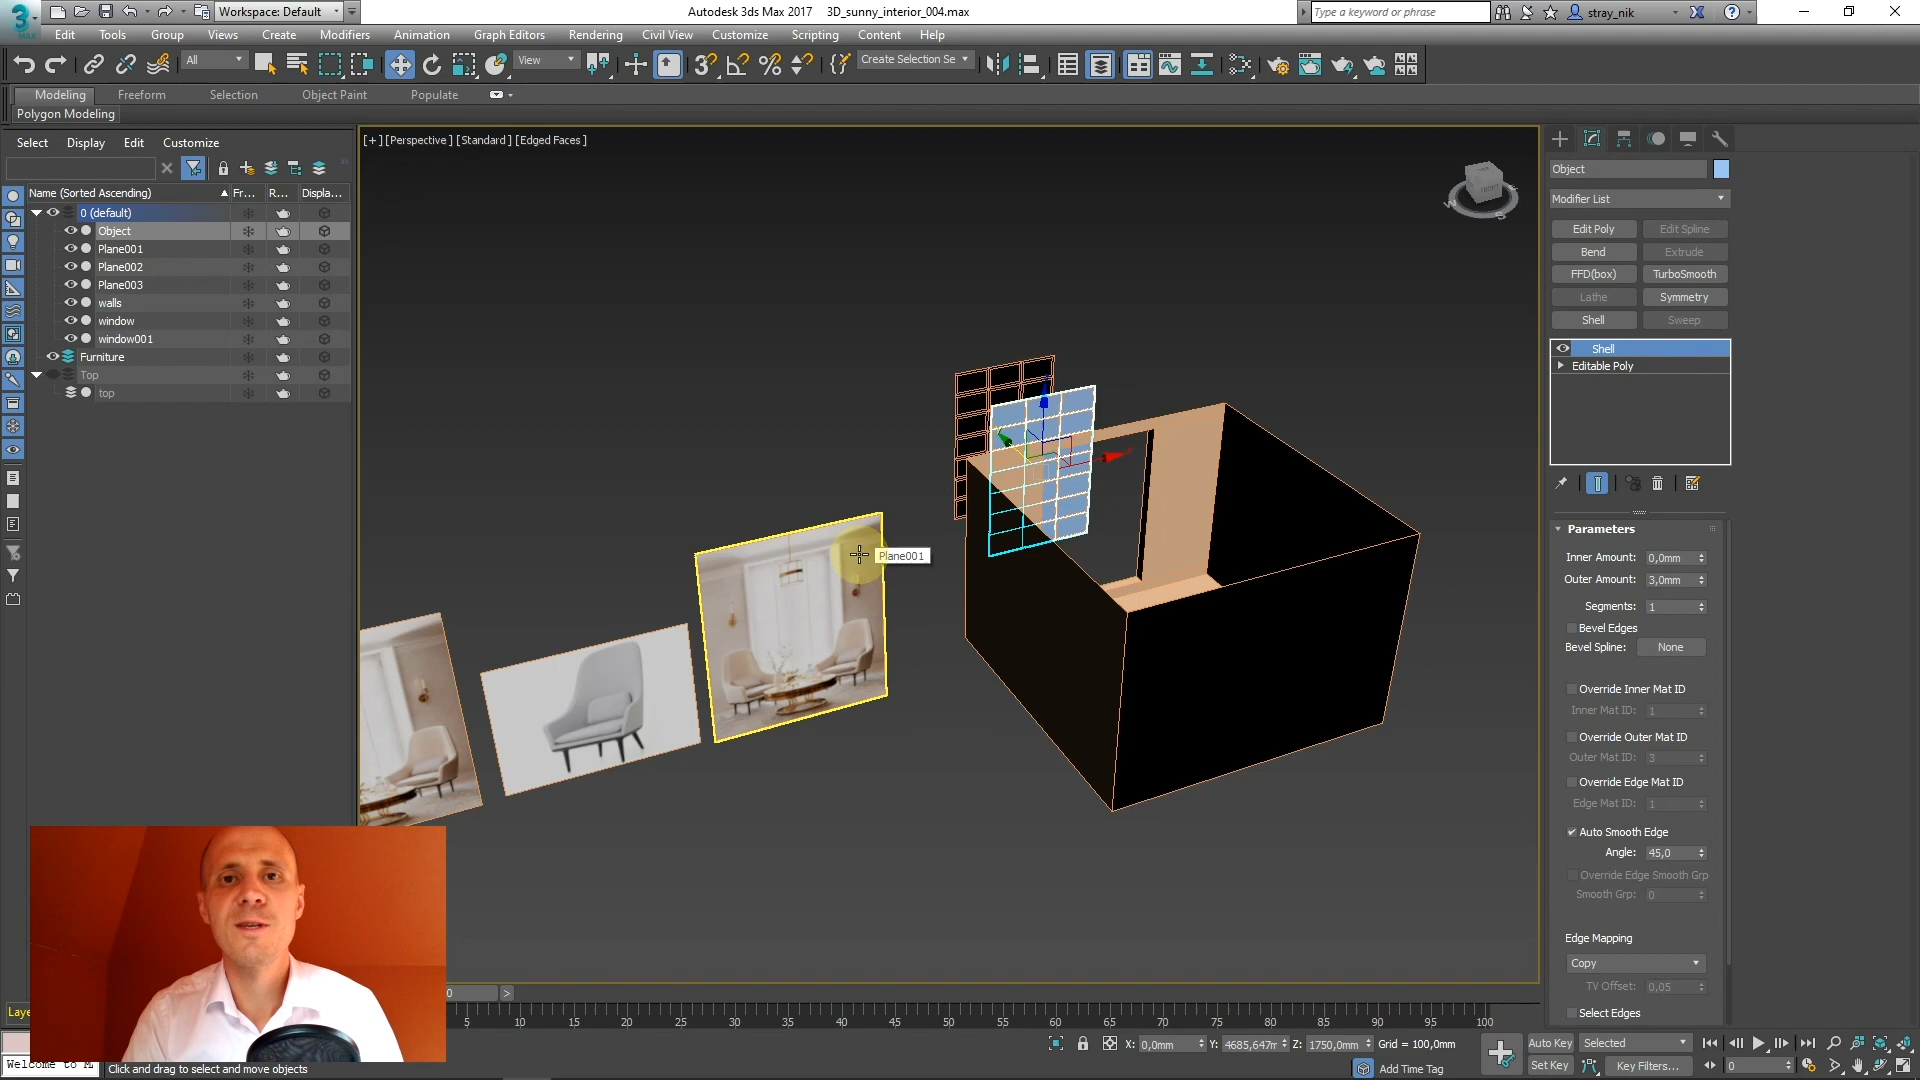 3
MAX
Workspace: Default
Autodesk 3ds Max 2017    3D_sunny_interior_004.max
Type a keyword or phrase
stray_nik
Edit
Tools
Group
Views
Create
Modifiers
Animation
Graph Editors
Rendering
Civil View
Customize
Scripting
Content
Help
All
View
Create Selection Se
Modeling
Freeform
Selection
Object Paint
Populate
Polygon Modeling
Select
Display
Edit
Customize
Name (Sorted Ascending)
Fr...
R...
Displa...
0 (default)
Object
Plane001
Plane002
Plane003
walls
window
window001
Furniture
Top
top
[+] [Perspective] [Standard] [Edged Faces]
Plane001
Object
Modifier List
Edit Poly
Edit Spline
Bend
Extrude
FFD(box)
TurboSmooth
Lathe
Symmetry
Shell
Sweep
Shell
Editable Poly
Parameters
Inner Amount: 0,0mm
Outer Amount: 3,0mm
Segments: 1
Bevel Edges
Bevel Spline: None
Override Inner Mat ID
Inner Mat ID: 1
Override Outer Mat ID
Outer Mat ID: 3
Override Edge Mat ID
Edge Mat ID: 1
Auto Smooth Edge
Angle: 45,0
Override Edge Smooth Grp
Smooth Grp: 0
Edge Mapping
Copy
TV Offset: 0,05
Select Edges
0 >
5 10 15 20 25 30 35 40 45 50 55 60 65 70 75 80 85 90 95 100
Laye
X: 0,0mm Y: 4685,647m Z: 1750,0mm Grid = 100,0mm
Auto Key
Selected
Welcome to M
Click and drag to select and move objects
Add Time Tag
Set Key
Key Filters...
0